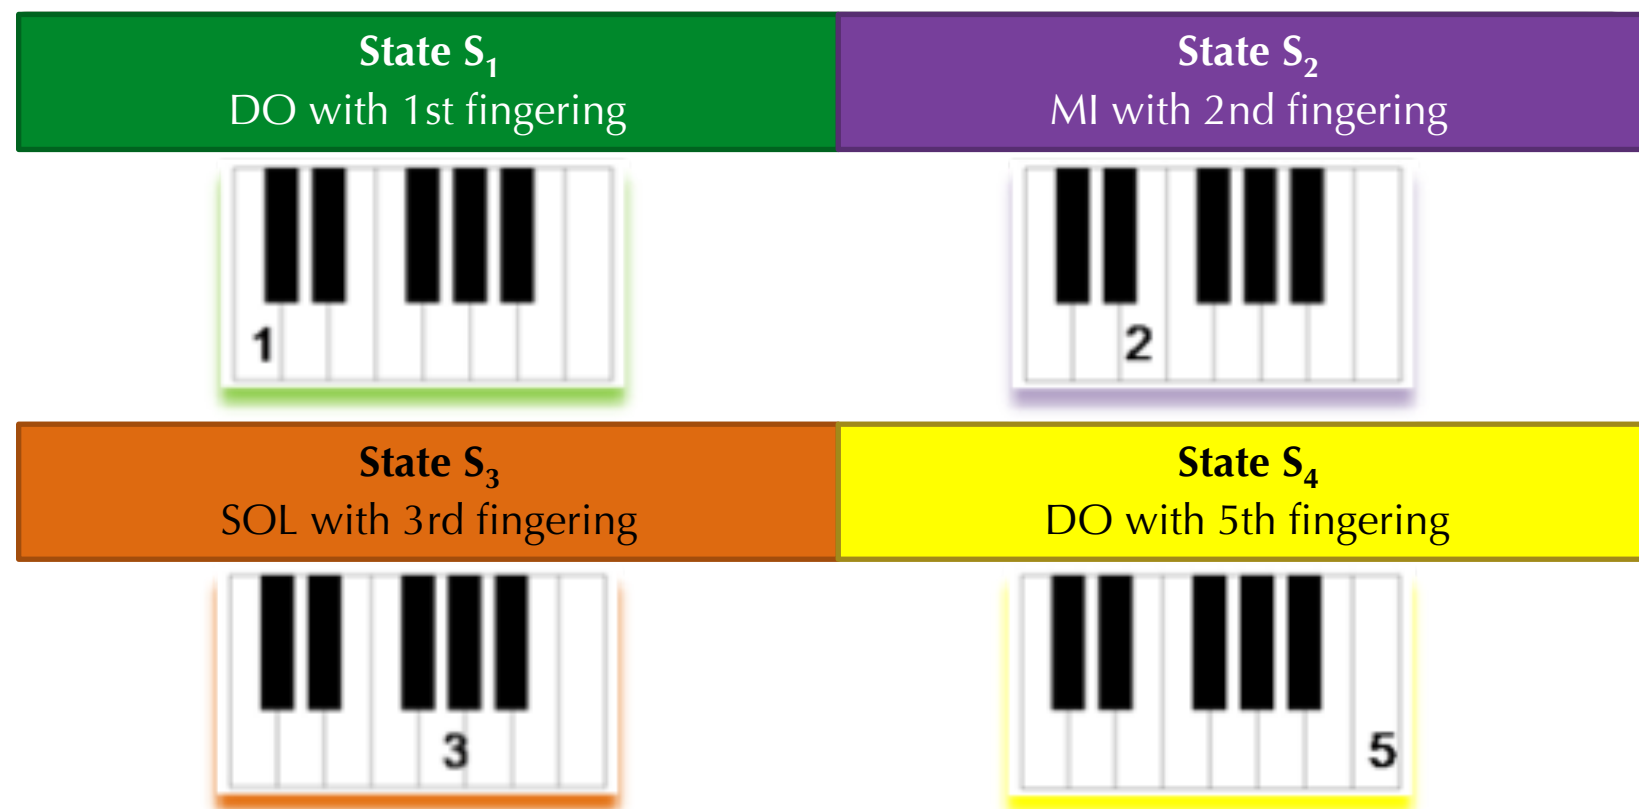 State S₁
DO with 1st fingering
State S₂
MI with 2nd fingering
1
2
State S₃
SOL with 3rd fingering
State S₄
DO with 5th fingering
3
5